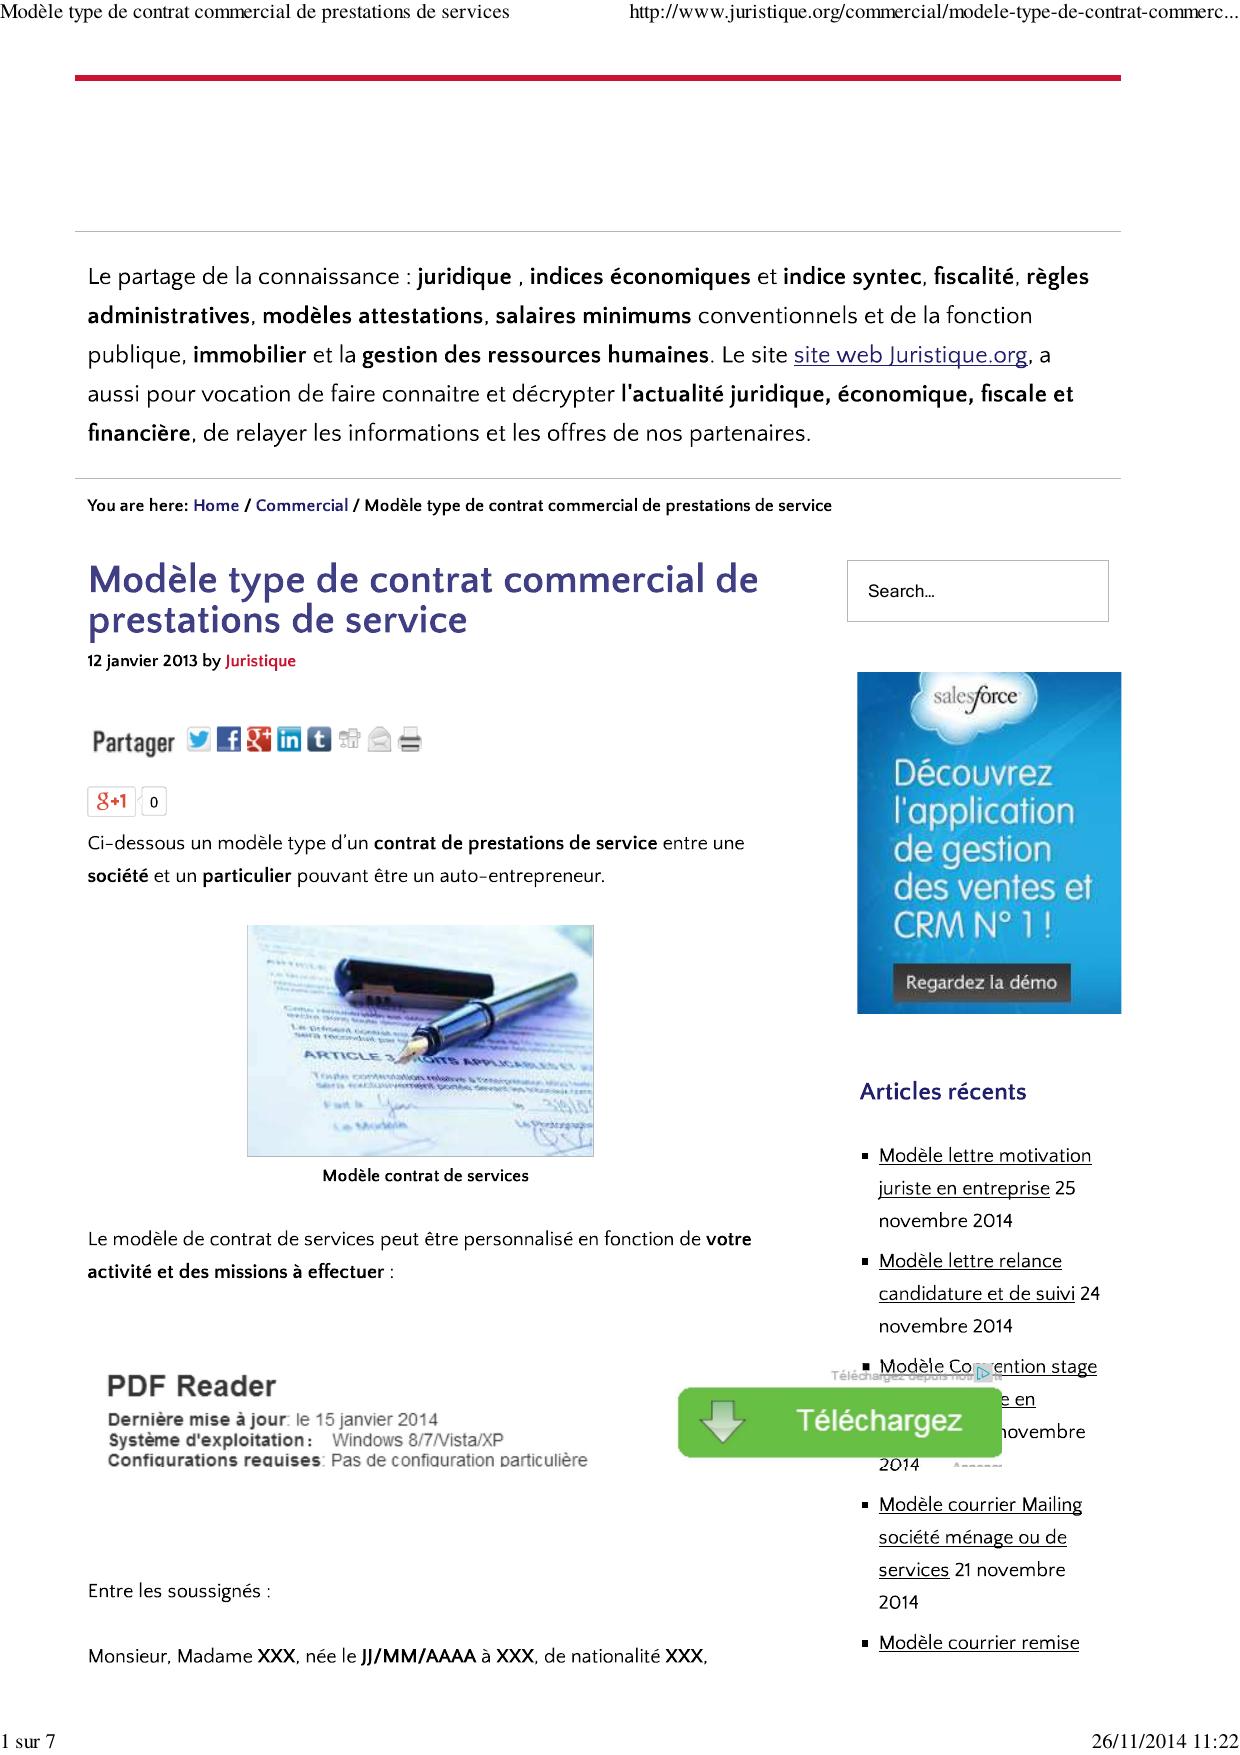 Modèle type de contrat commercial de prestations de services
http://www.juristique.org/commercial/modele-type-de-contrat-commerc...
Le partage de la connaissance : juridique , indices économiques et indice syntec, fiscalité, règles
administratives, modèles attestations, salaires minimums conventionnels et de la fonction
publique, immobilier et la gestion des ressources humaines. Le site site web Juristique.org, a
aussi pour vocation de faire connaitre et décrypter l'actualité juridique, économique, fiscale et
financière, de relayer les informations et les offres de nos partenaires.
You are here: Home / Commercial / Modèle type de contrat commercial de prestations de service
Modèle type de contrat commercial de
prestations de service
12 janvier 2013 by Juristique
Partager
g+1 0
Ci-dessous un modèle type d’un contrat de prestations de service entre une
société et un particulier pouvant être un auto-entrepreneur.
ARTICLE 3
Modèle contrat de services
Le modèle de contrat de services peut être personnalisé en fonction de votre
activité et des missions à effectuer :
PDF Reader
Dernière mise à jour: le 15 janvier 2014
Système d'exploitation : Windows 8/7/Vista/XP
Configurations requises: Pas de configuration particulière
Téléchargez
Entre les soussignés :
Monsieur, Madame XXX, née le JJ/MM/AAAA à XXX, de nationalité XXX,
Search...
salesforce
Découvrez
l'application
de gestion
des ventes et
CRM N° 1 !
Regardez la démo
Articles récents
Modèle lettre motivation
juriste en entreprise 25
novembre 2014
Modèle lettre relance
candidature et de suivi 24
novembre 2014
Modèle Convention stage
e en
novembre
2014
Modèle courrier Mailing
société ménage ou de
services 21 novembre
2014
Modèle courrier remise
1 sur 7
26/11/2014 11:22